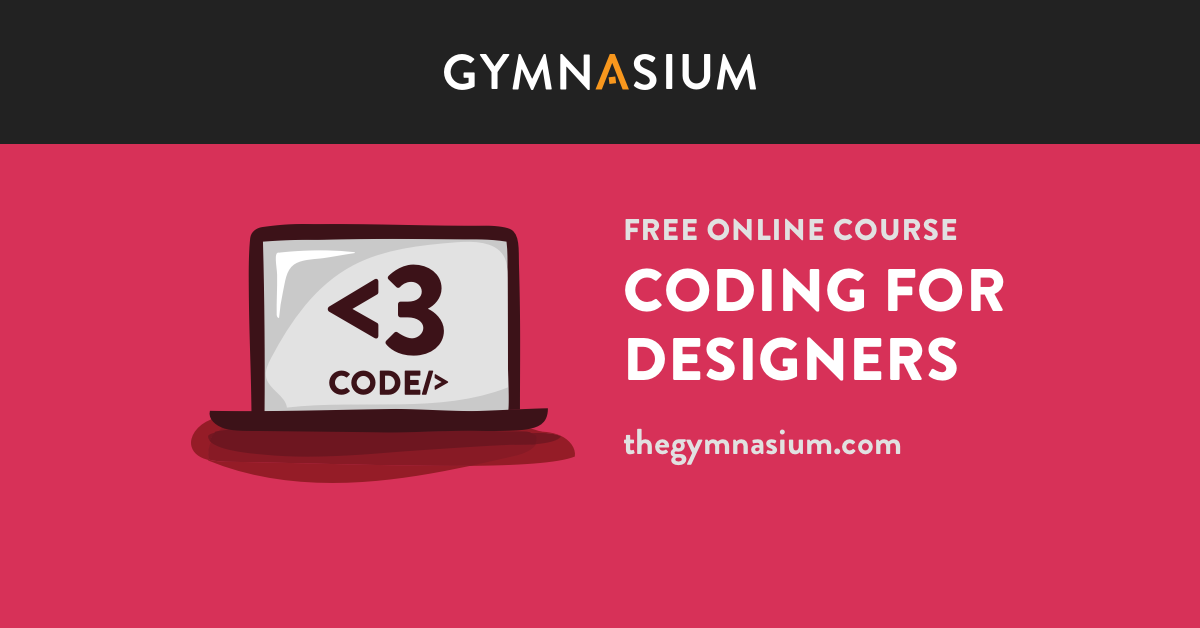 GYMNASIUM
<3
CODE/>
FREE ONLINE COURSE
CODING FOR
DESIGNERS
thegymnasium.com